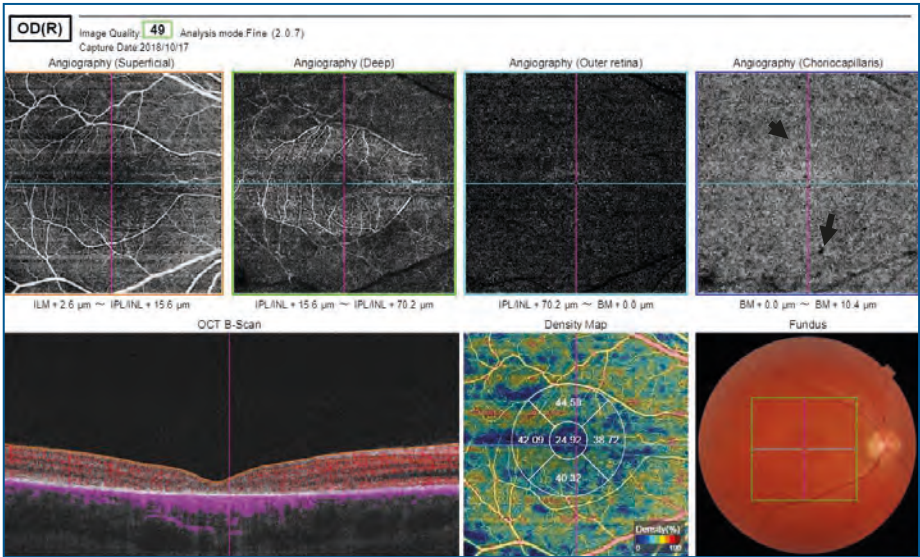 OD(R)
Image Quality: 49 Analysis mode:Fine (2.0.7)
Capture Date:2018/10/17
Angiography (Superficial)
Angiography (Deep)
Angiography (Outer retina)
Angiography (Choriocapillaris)
ILM + 2.6 µm ～ IPL/INL + 15.6 µm
IPL/INL + 15.6 µm ～ IPL/INL + 70.2 µm
IPL/INL + 70.2 µm ～ BM + 0.0 µm
BM + 0.0 µm ～ BM + 10.4 µm
OCT B-Scan
Density Map
Fundus
44.58
42.09 24.92 38.72
40.32
Density(%)
0 100